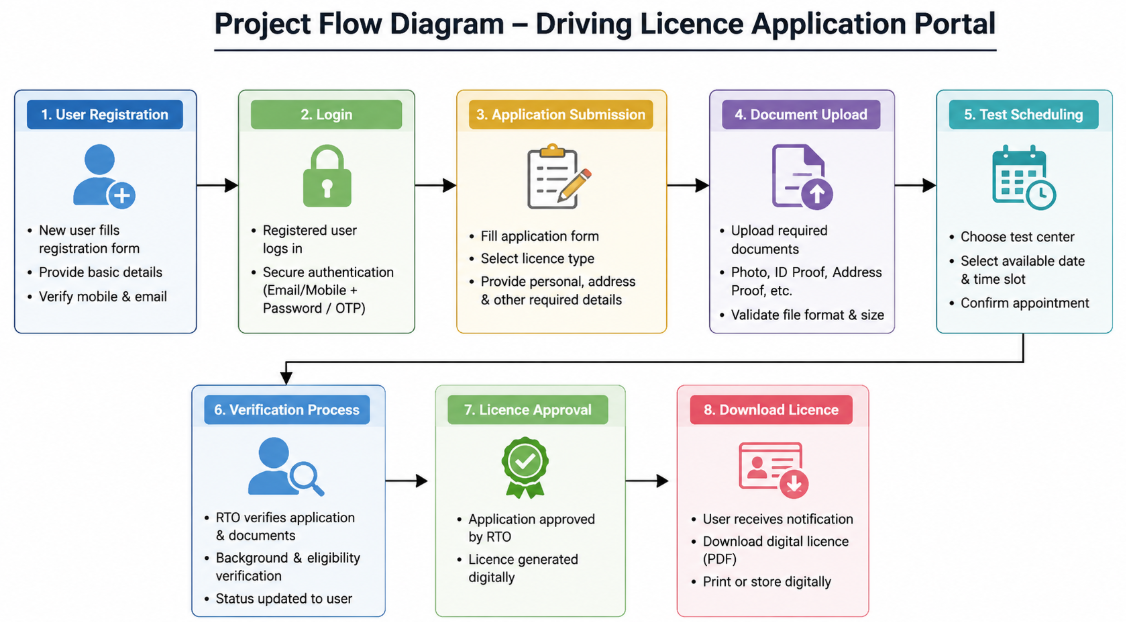 Project Flow Diagram – Driving Licence Application Portal
1. User Registration
• New user fills
registration form
• Provide basic details
• Verify mobile & email
2. Login
• Registered user
logs in
• Secure authentication
(Email/Mobile +
Password / OTP)
3. Application Submission
• Fill application form
• Select licence type
• Provide personal, address
& other required details
4. Document Upload
• Upload required
documents
• Photo, ID Proof, Address
Proof, etc.
• Validate file format & size
5. Test Scheduling
• Choose test center
• Select available date
& time slot
• Confirm appointment
6. Verification Process
• RTO verifies application
& documents
• Background & eligibility
verification
• Status updated to user
7. Licence Approval
• Application approved
by RTO
• Licence generated
digitally
8. Download Licence
• User receives notification
• Download digital licence
(PDF)
• Print or store digitally